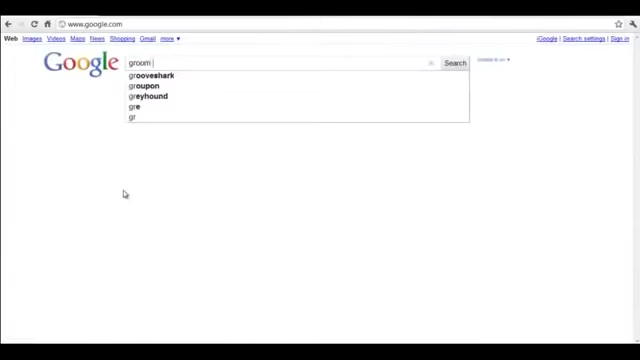 www.google.com
Web Images Videos Maps News Shopping Gmail more ▼ iGoogle | Search settings | Sign in
Google groom Search
grooveshark
groupon
greyhound
gre
gr